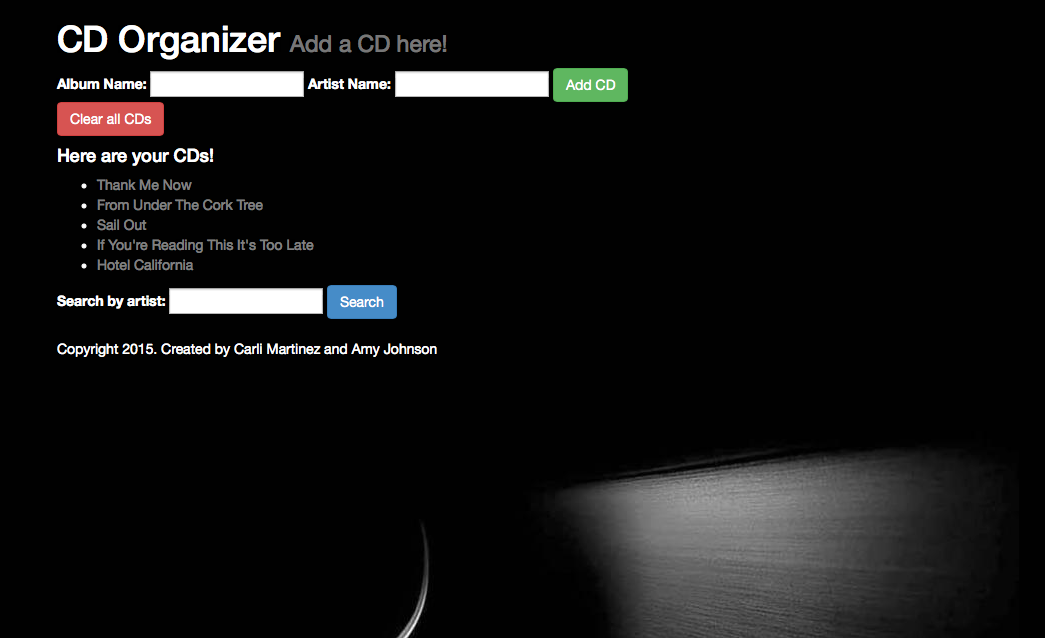 CD Organizer Add a CD here!
Album Name: Artist Name: Add CD
Clear all CDs
Here are your CDs!
Thank Me Now
From Under The Cork Tree
Sail Out
If You're Reading This It's Too Late
Hotel California
Search by artist: Search
Copyright 2015. Created by Carli Martinez and Amy Johnson